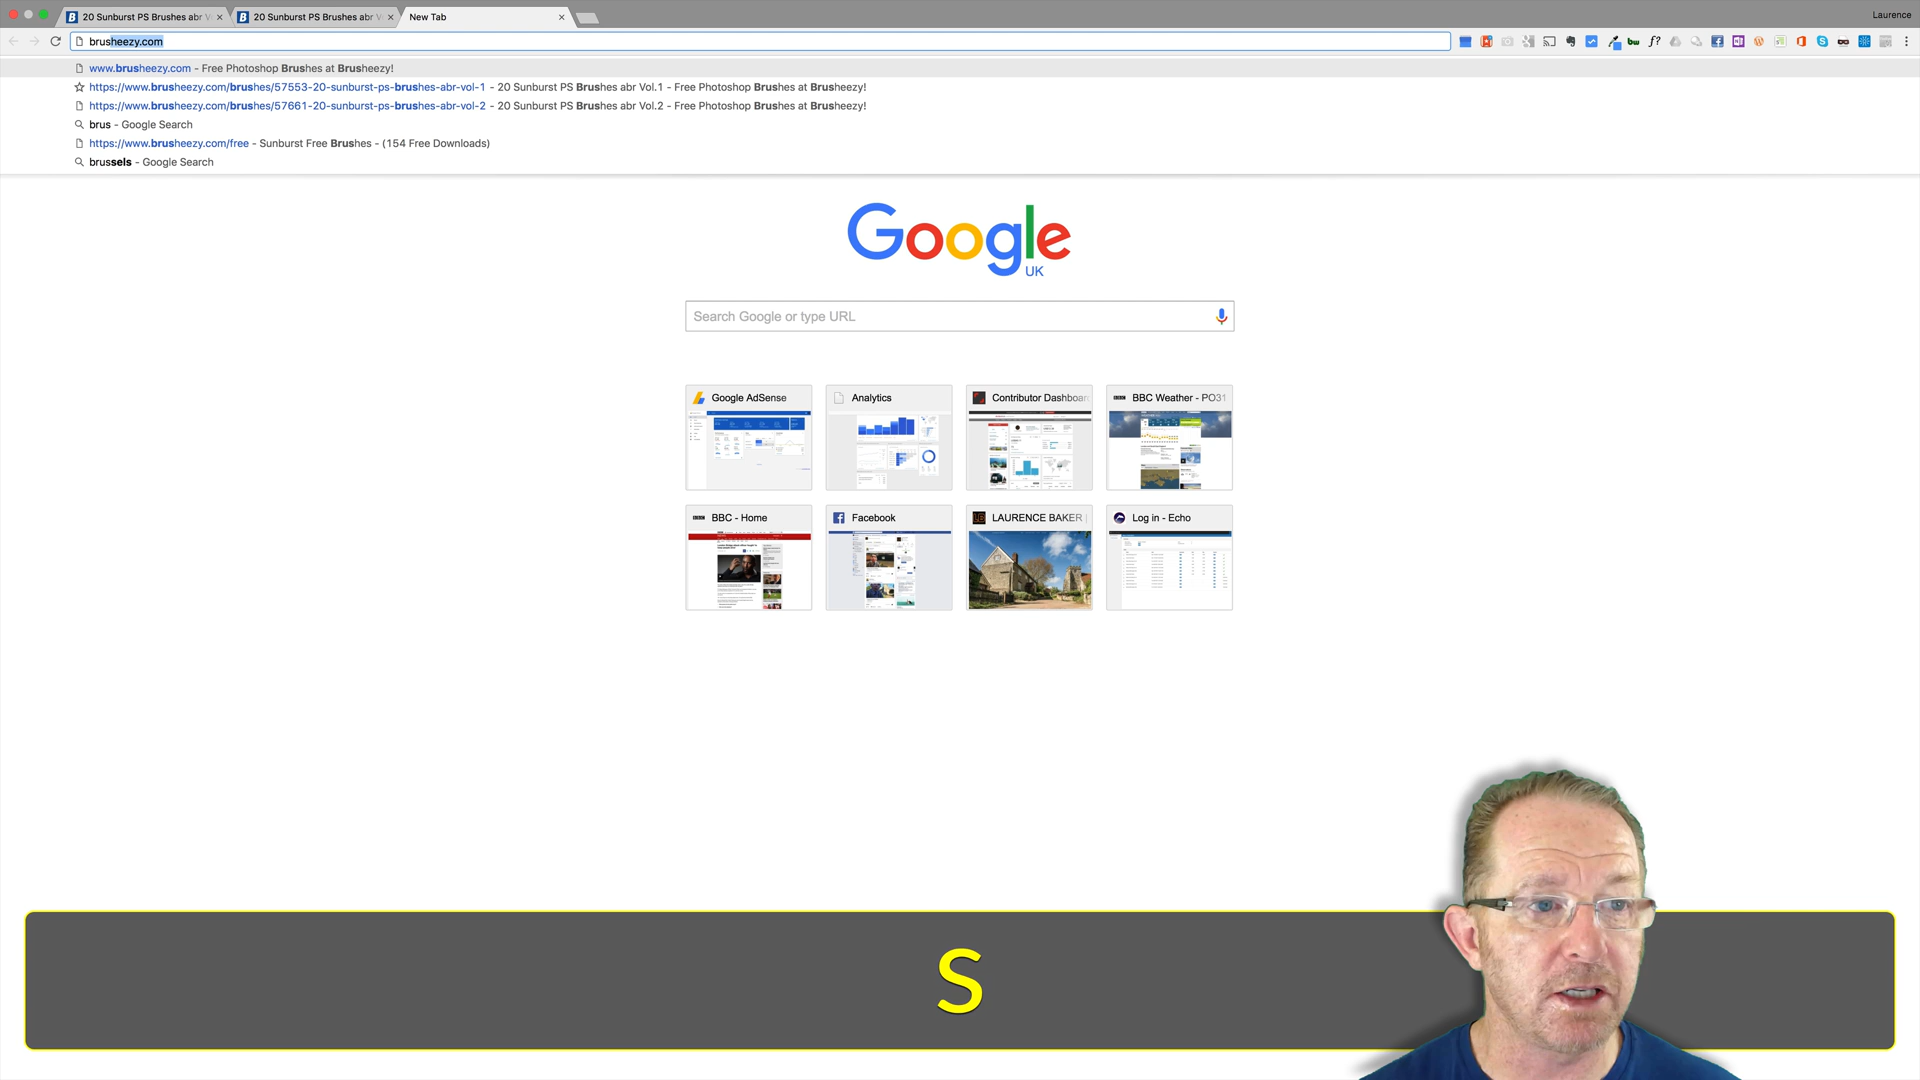 20 Sunburst PS Brushes abr V
20 Sunburst PS Brushes abr V
New Tab
Laurence
brusheezy.com
www.brusheezy.com - Free Photoshop Brushes at Brusheezy!
https://www.brusheezy.com/brushes/57553-20-sunburst-ps-brushes-abr-vol-1 - 20 Sunburst PS Brushes abr Vol.1 - Free Photoshop Brushes at Brusheezy!
https://www.brusheezy.com/brushes/57661-20-sunburst-ps-brushes-abr-vol-2 - 20 Sunburst PS Brushes abr Vol.2 - Free Photoshop Brushes at Brusheezy!
brus - Google Search
https://www.brusheezy.com/free - Sunburst Free Brushes - (154 Free Downloads)
brussels - Google Search
Google
UK
Search Google or type URL
Google AdSense
Analytics
Contributor Dashboar
BBC Weather - PO31
BBC - Home
Facebook
LAURENCE BAKER |
Log in - Echo
S